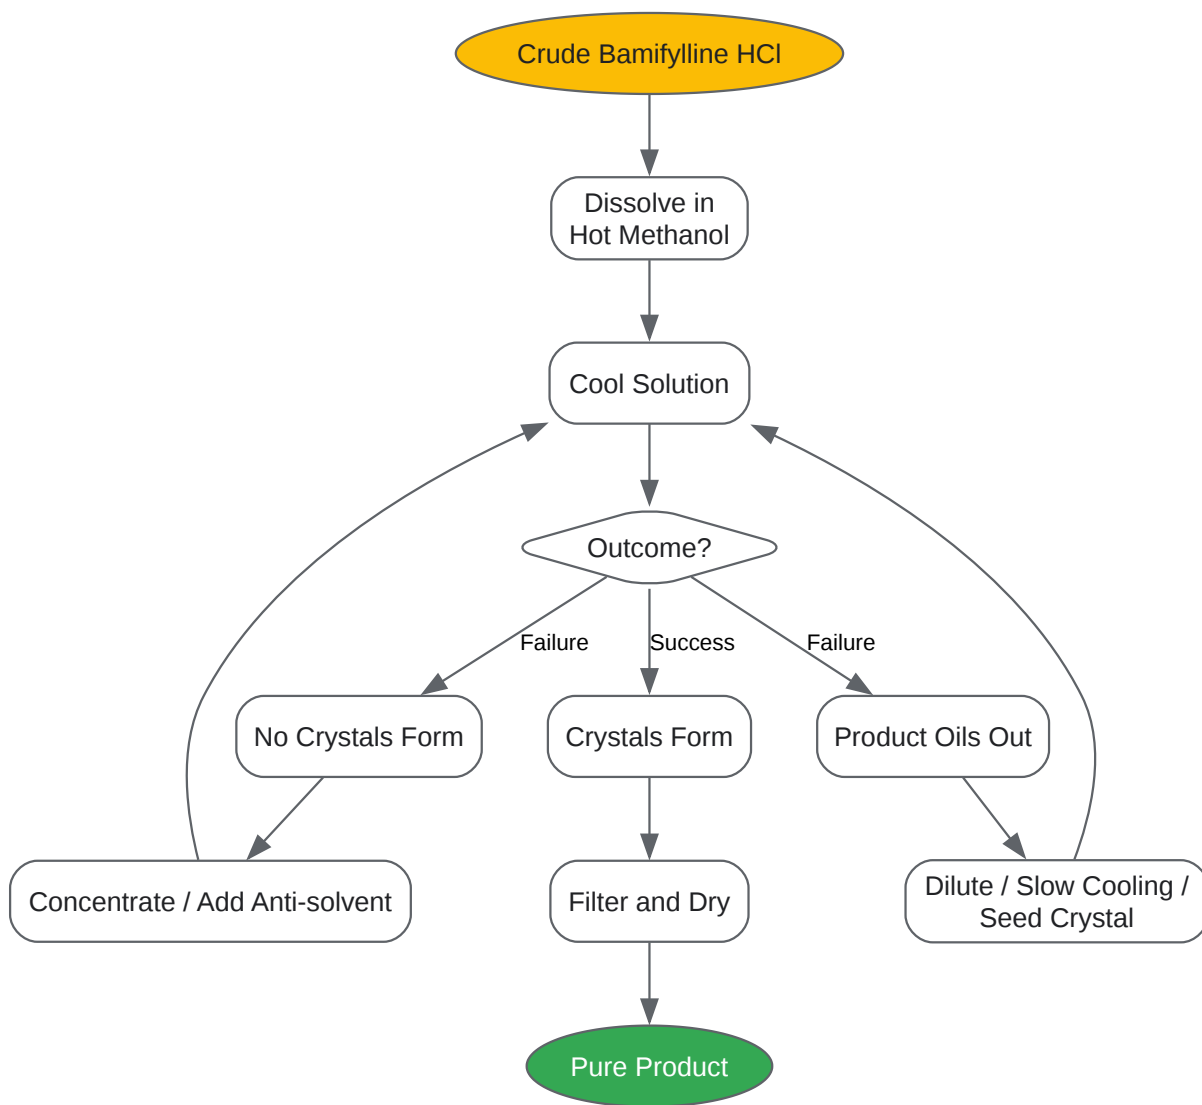 Crude Bamifylline HCl
Dissolve in
Hot Methanol
Cool Solution
Outcome?
Failure
Success
Failure
No Crystals Form
Crystals Form
Product Oils Out
Concentrate / Add Anti-solvent
Filter and Dry
Dilute / Slow Cooling /
Seed Crystal
Pure Product